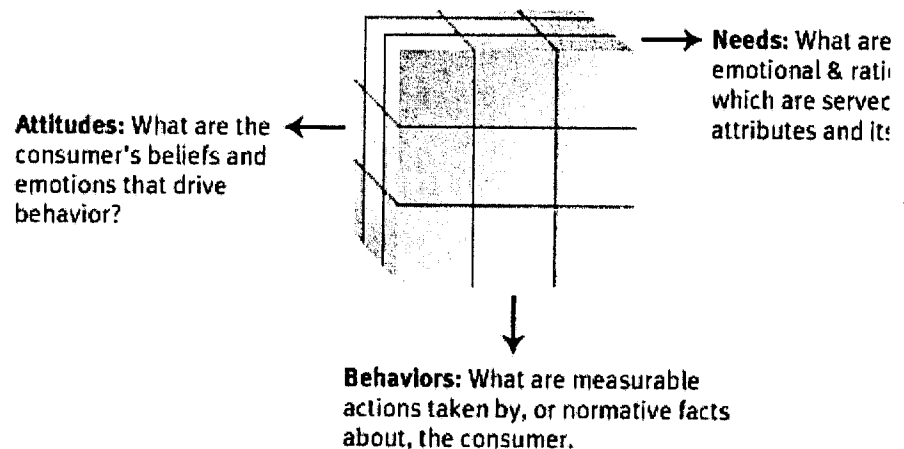 Needs: What are
emotional & rati
which are served
attributes and its
Attitudes: What are the
consumer's beliefs and
emotions that drive
behavior?
Behaviors: What are measurable
actions taken by, or normative facts
about, the consumer.